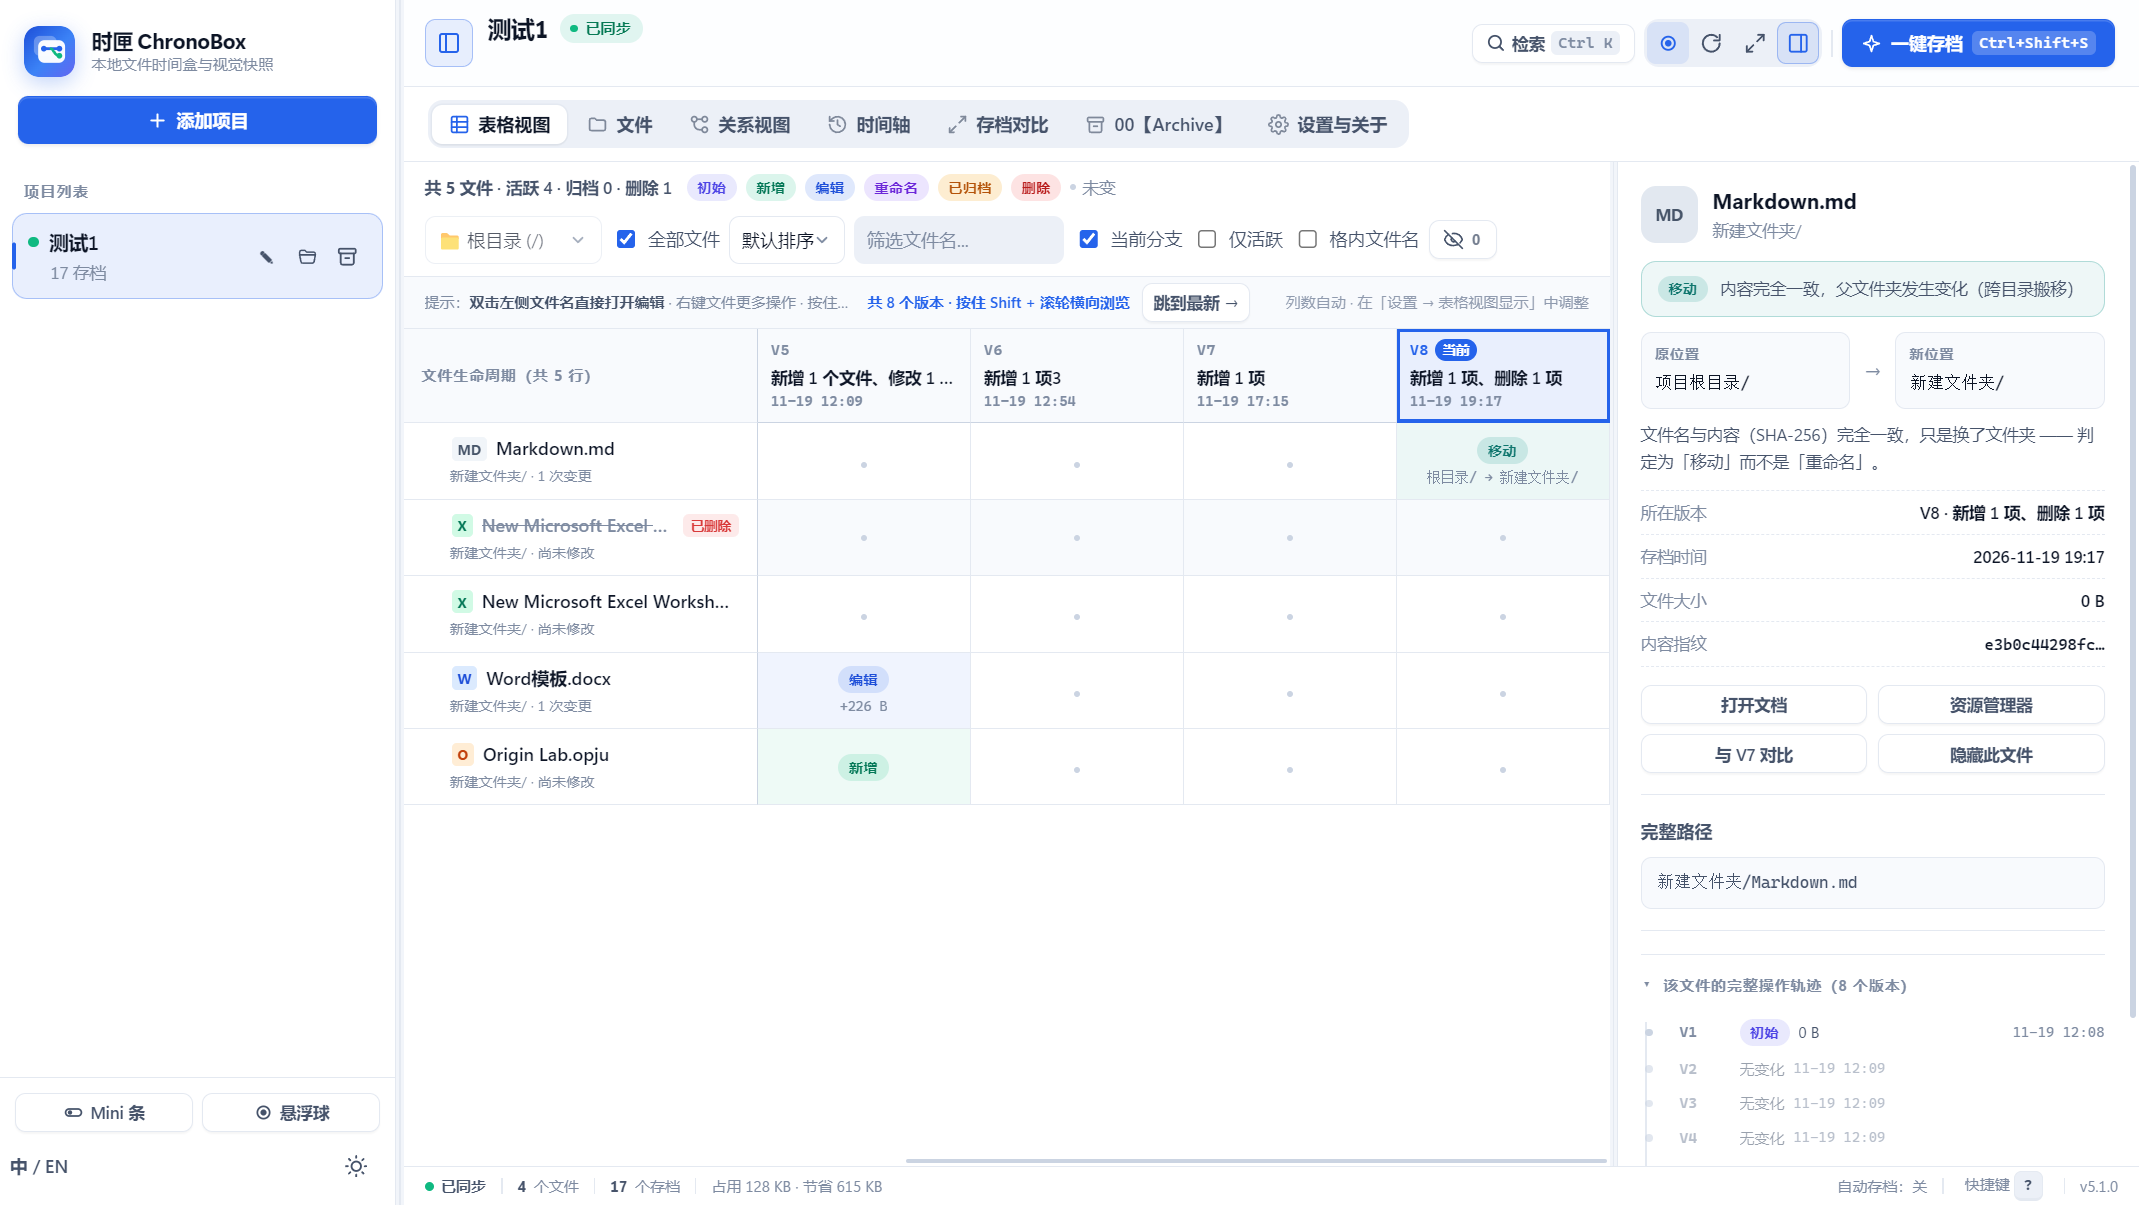 时匣 ChronoBox
本地文件时间盒与视觉快照
+ 添加项目
项目列表
测试1
17 存档
Mini 条
悬浮球
中 / EN
测试1
已同步
检索 Ctrl K
一键存档 Ctrl+Shift+S
表格视图
文件
关系视图
时间轴
存档对比
00【Archive】
设置与关于
共 5 文件 · 活跃 4 · 归档 0 · 删除 1
初始
新增
编辑
重命名
已归档
删除
未变
根目录 (/)
全部文件
默认排序
筛选文件名...
当前分支
仅活跃
格内文件名
0
提示：双击左侧文件名直接打开编辑 · 右键文件更多操作 · 按住...
共 8 个版本 · 按住 Shift + 滚轮横向浏览
跳到最新 →
列数自动 · 在「设置 → 表格视图显示」中调整
文件生命周期（共 5 行）
V5
新增 1 个文件、修改 1 ...
11-19 12:09
V6
新增 1 项3
11-19 12:54
V7
新增 1 项
11-19 17:15
V8 当前
新增 1 项、删除 1 项
11-19 19:17
MD Markdown.md
新建文件夹/ · 1 次变更
移动
根目录/ → 新建文件夹/
X New Microsoft Excel ... 已删除
新建文件夹/ · 尚未修改
X New Microsoft Excel Worksh...
新建文件夹/ · 尚未修改
W Word模板.docx
新建文件夹/ · 1 次变更
编辑
+226 B
O Origin Lab.opju
新建文件夹/ · 尚未修改
新增
MD
Markdown.md
新建文件夹/
移动 内容完全一致，父文件夹发生变化（跨目录搬移）
原位置
项目根目录/
→
新位置
新建文件夹/
文件名与内容（SHA-256）完全一致，只是换了文件夹 —— 判
定为「移动」而不是「重命名」。
所在版本 V8 · 新增 1 项、删除 1 项
存档时间 2026-11-19 19:17
文件大小 0 B
内容指纹 e3b0c44298fc…
打开文档
资源管理器
与 V7 对比
隐藏此文件
完整路径
新建文件夹/Markdown.md
该文件的完整操作轨迹（8 个版本）
V1 初始 0 B 11-19 12:08
V2 无变化 11-19 12:09
V3 无变化 11-19 12:09
V4 无变化 11-19 12:09
已同步
4 个文件
17 个存档
占用 128 KB · 节省 615 KB
自动存档：关
快捷键 ?
v5.1.0